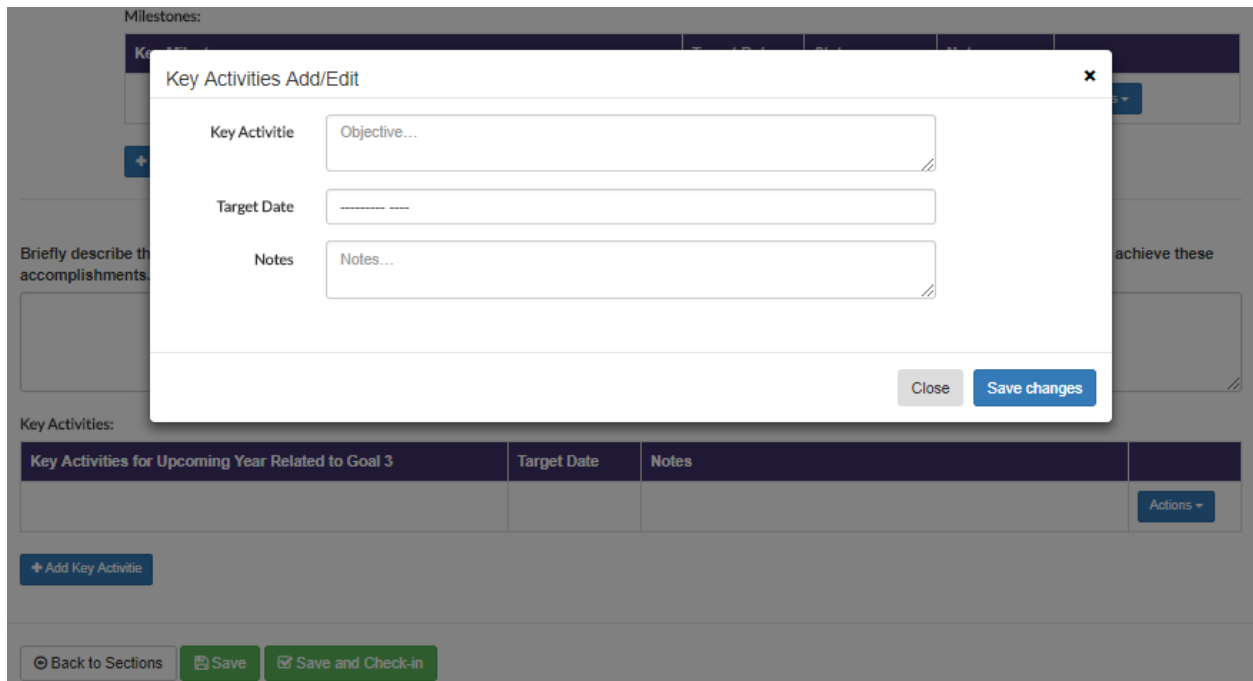 Milestones:
Key Activities Add/Edit
×
Key Activitie
Objective...
Target Date
--------- ----
Notes
Notes...
Close
Save changes
Briefly describe th
achieve these
accomplishments.
Key Activities:
Key Activities for Upcoming Year Related to Goal 3
Target Date
Notes
Actions
+ Add Key Activitie
Back to Sections
Save
Save and Check-in